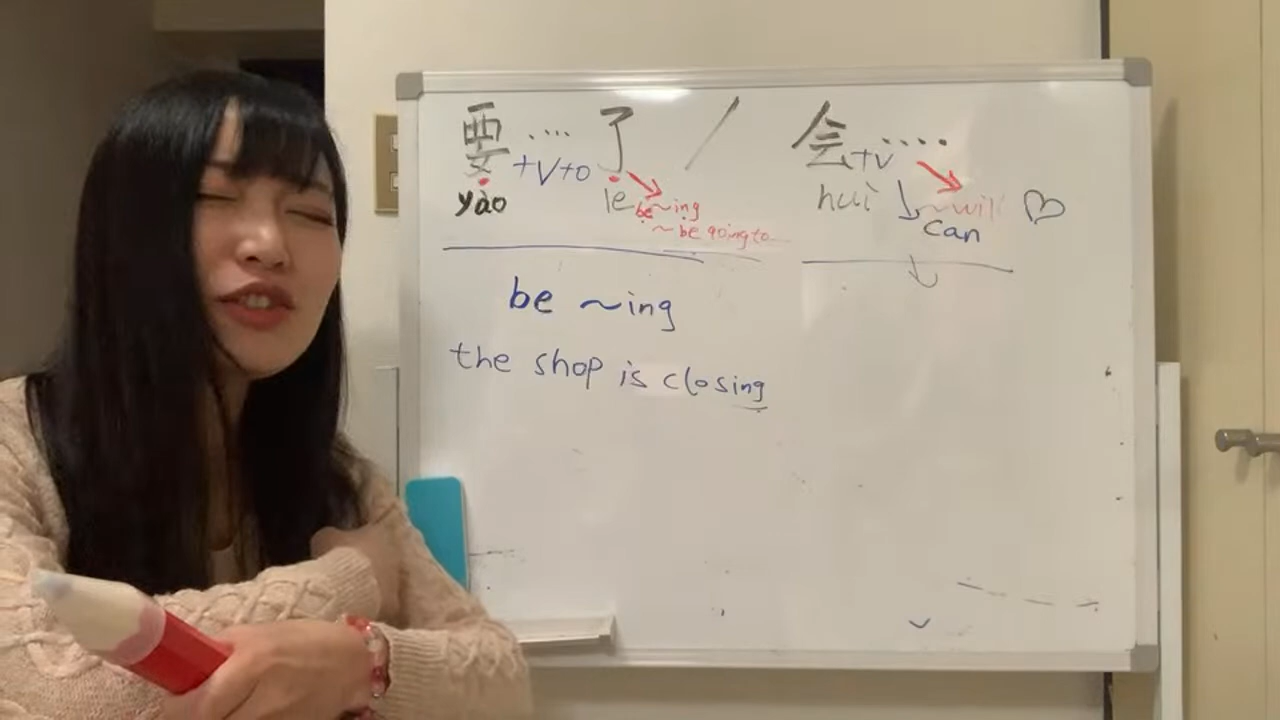 要 .... 了 / 会 ....
+V+o +V
yào le huì
be ~ing ~will ♡
~be going to can
be ~ing
the shop is closing